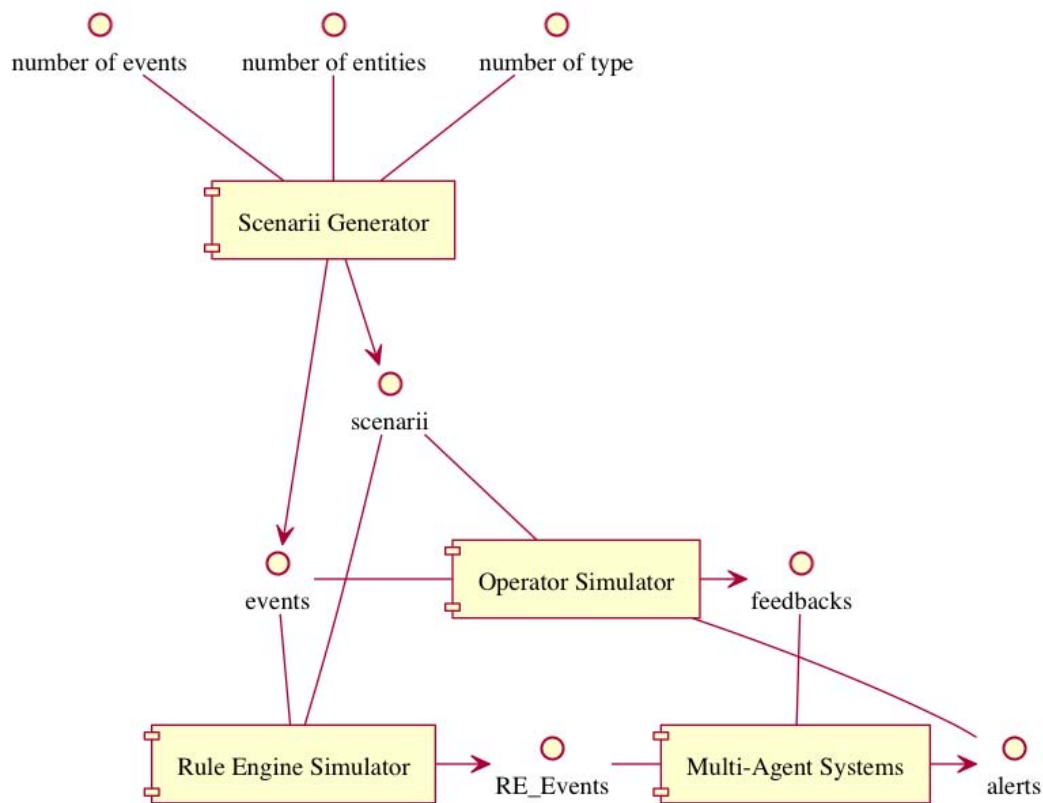 number of events
number of entities
number of type
Scenarii Generator
scenarii
Operator Simulator
events
feedbacks
Rule Engine Simulator
RE_Events
Multi-Agent Systems
alerts